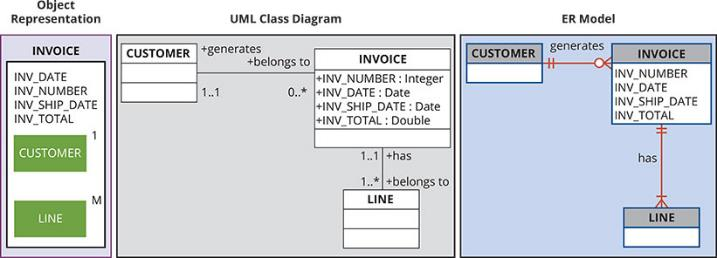 Object
Representation
UML Class Diagram
ER Model
INVOICE
INV_DATE
INV_NUMBER
INV_SHIP_DATE
INV_TOTAL
1
CUSTOMER
M
LINE
CUSTOMER
+generates
+belongs to
1..1
0..*
INVOICE
+INV_NUMBER : Integer
+INV_DATE : Date
+INV_SHIP_DATE : Date
+INV_TOTAL : Double
1..1
+has
1..*
+belongs to
LINE
CUSTOMER
generates
INVOICE
INV_NUMBER
INV_DATE
INV_SHIP_DATE
INV_TOTAL
has
LINE